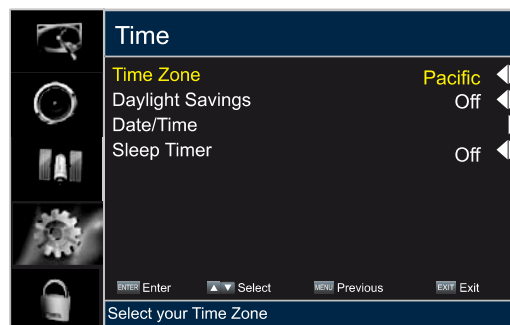 Time
Time Zone Pacific
Daylight Savings Off
Date/Time
Sleep Timer Off
ENTER Enter ▲ ▼ Select MENU Previous EXIT Exit
Select your Time Zone